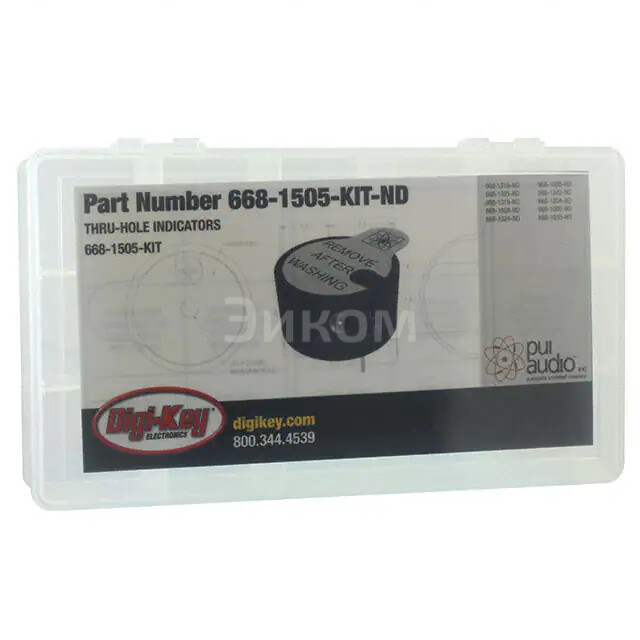 Part Number 668-1505-KIT-ND
THRU-HOLE INDICATORS
668-1505-KIT
REMOVE
AFTER
WASHING
Эиком
pui
audio
Digi-Key
ELECTRONICS
digikey.com
800.344.4539